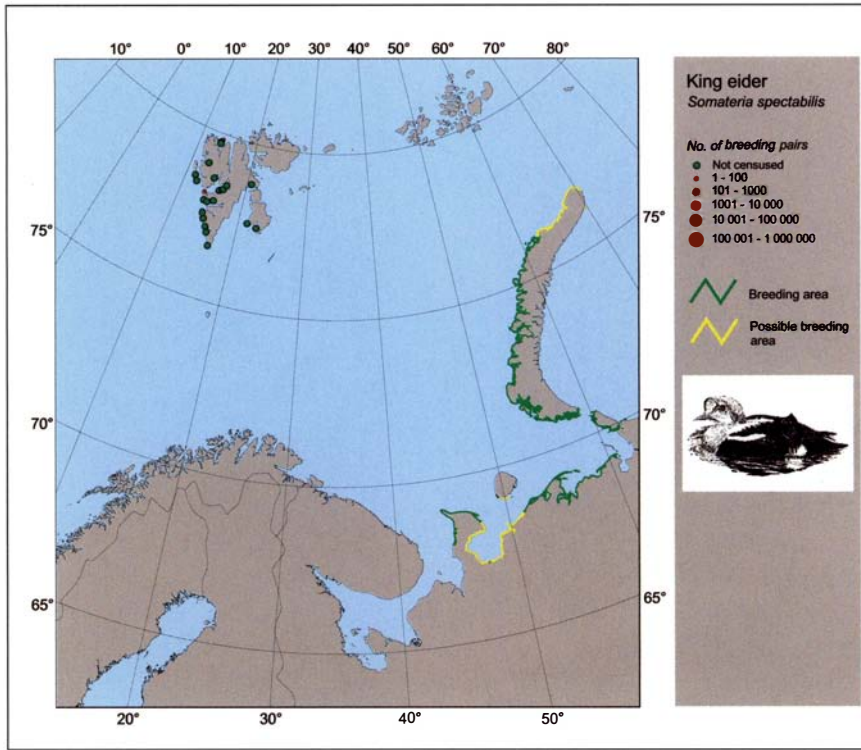 10° 0° 10° 20° 30° 40° 50° 60° 70° 80°
75°
70°
65°
75°
70°
65°
20° 30° 40° 50°
King eider
Somateria spectabilis
No. of breeding pairs
Not censused
1 - 100
101 - 1000
1001 - 10 000
10 001 - 100 000
100 001 - 1 000 000
Breeding area
Possible breeding
area